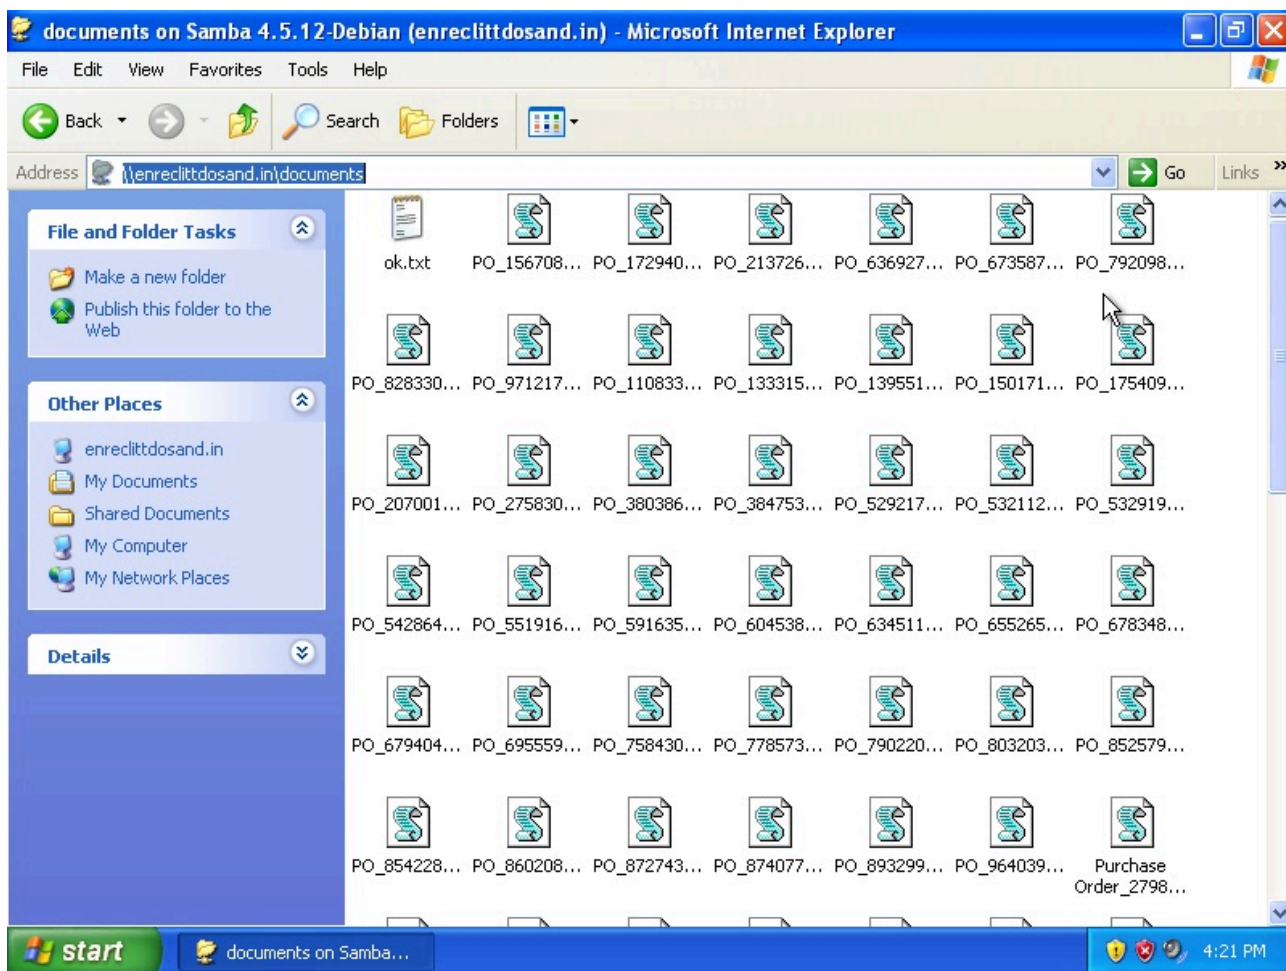 documents on Samba 4.5.12-Debian (enreclittdosand.in) - Microsoft Internet Explorer
File Edit View Favorites Tools Help
Back Search Folders
Address \\enreclittdosand.in\documents Go Links »
File and Folder Tasks
Make a new folder
Publish this folder to the
Web
Other Places
enreclittdosand.in
My Documents
Shared Documents
My Computer
My Network Places
Details
ok.txt PO_156708... PO_172940... PO_213726... PO_636927... PO_673587... PO_792098...
PO_828330... PO_971217... PO_110833... PO_133315... PO_139551... PO_150171... PO_175409...
PO_207001... PO_275830... PO_380386... PO_384753... PO_529217... PO_532112... PO_532919...
PO_542864... PO_551916... PO_591635... PO_604538... PO_634511... PO_655265... PO_678348...
PO_679404... PO_695559... PO_758430... PO_778573... PO_790220... PO_803203... PO_852579...
PO_854228... PO_860208... PO_872743... PO_874077... PO_893299... PO_964039... Purchase
Order_2798...
start documents on Samba... 4:21 PM